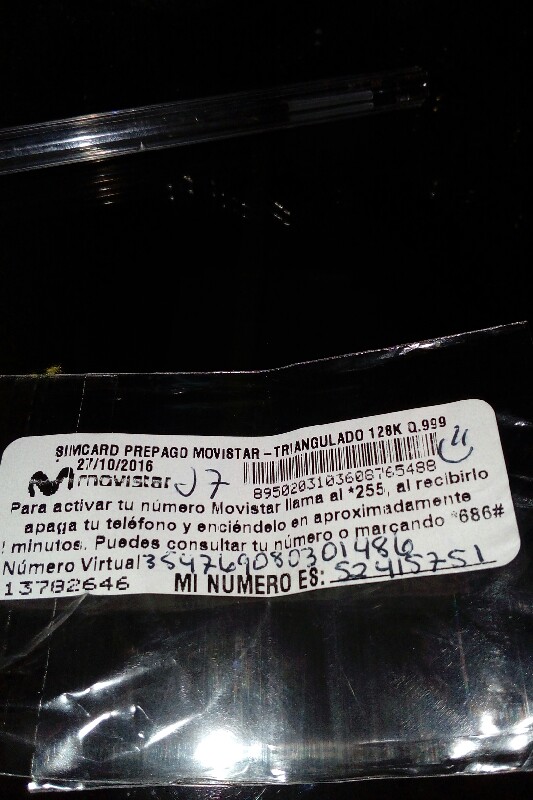 SIMCARD PREPAGO MOVISTAR - TRIANGULADO 128K Q.999
27/10/2016
movistar J7
8950203103608765488
Para activar tu número Movistar llama al *255, al recibirlo
apaga tu teléfono y enciéndelo en aproximadamente
minutos. Puedes consultar tu número o marcando *686#
Número Virtual 354769080301486
13782646 MI NUMERO ES: 52415751